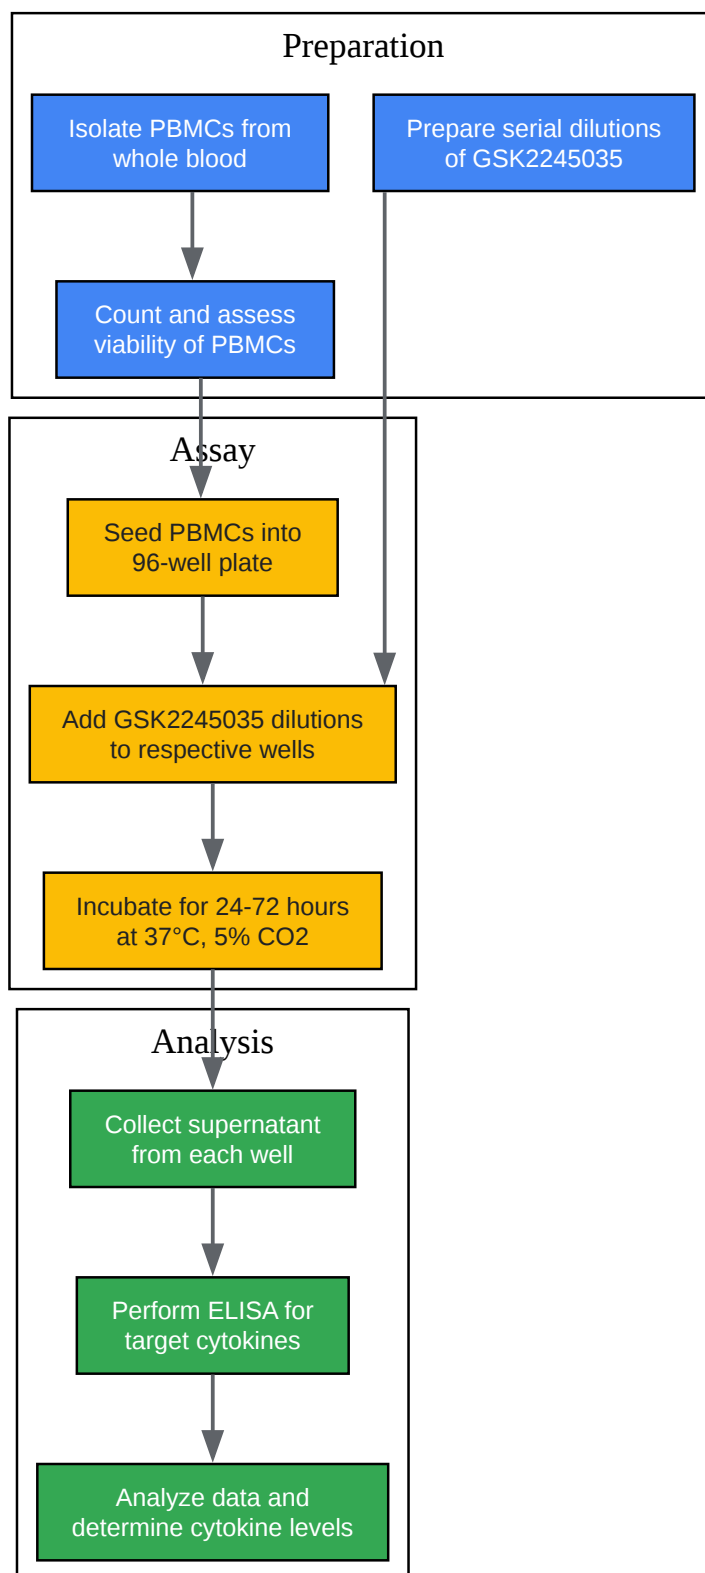 Preparation
Isolate PBMCs from
whole blood
Prepare serial dilutions
of GSK2245035
Count and assess
viability of PBMCs
Assay
Seed PBMCs into
96-well plate
Add GSK2245035 dilutions
to respective wells
Incubate for 24-72 hours
at 37°C, 5% CO2
Analysis
Collect supernatant
from each well
Perform ELISA for
target cytokines
Analyze data and
determine cytokine levels